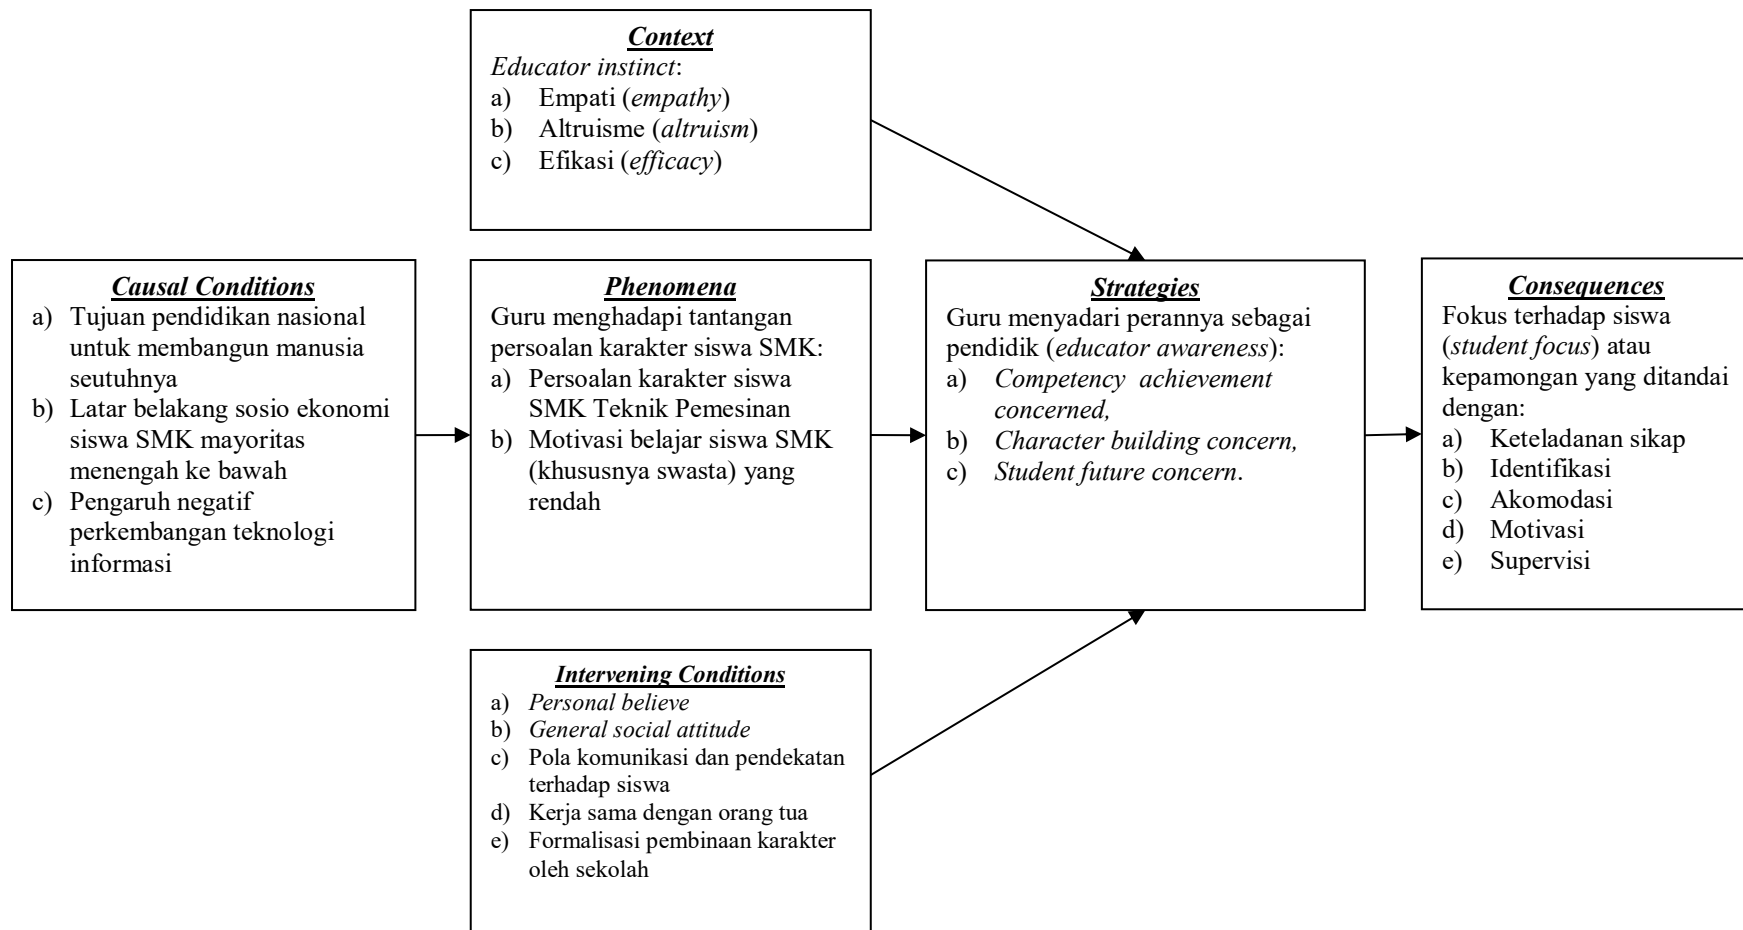 Context
Educator instinct:
a) Empati (empathy)
b) Altruisme (altruism)
c) Efikasi (efficacy)
Causal Conditions
a) Tujuan pendidikan nasional
untuk membangun manusia
seutuhnya
b) Latar belakang sosio ekonomi
siswa SMK mayoritas
menengah ke bawah
c) Pengaruh negatif
perkembangan teknologi
informasi
Phenomena
Guru menghadapi tantangan
persoalan karakter siswa SMK:
a) Persoalan karakter siswa
SMK Teknik Pemesinan
b) Motivasi belajar siswa SMK
(khususnya swasta) yang
rendah
Strategies
Guru menyadari perannya sebagai
pendidik (educator awareness):
a) Competency achievement
concerned,
b) Character building concern,
c) Student future concern.
Consequences
Fokus terhadap siswa
(student focus) atau
kepamongan yang ditandai
dengan:
a) Keteladanan sikap
b) Identifikasi
c) Akomodasi
d) Motivasi
e) Supervisi
Intervening Conditions
a) Personal believe
b) General social attitude
c) Pola komunikasi dan pendekatan
terhadap siswa
d) Kerja sama dengan orang tua
e) Formalisasi pembinaan karakter
oleh sekolah